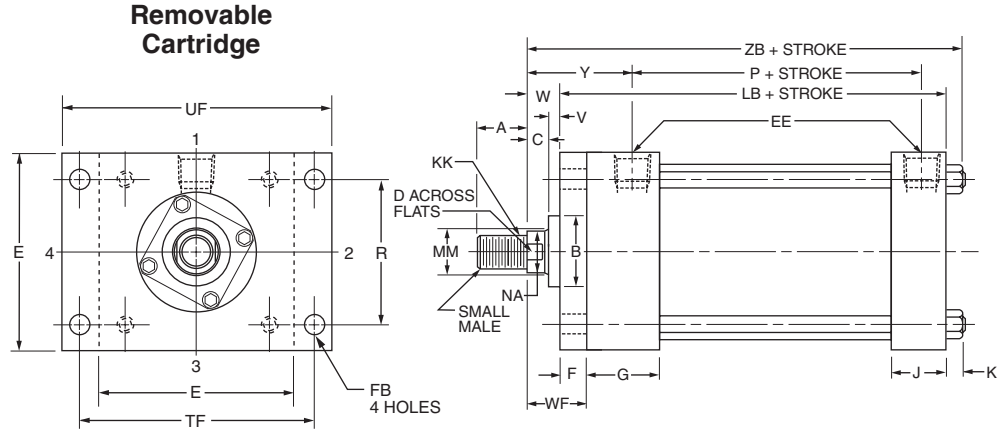 Removable
Cartridge
UF
1
E
4
2
R
3
E
TF
FB
4 HOLES
ZB + STROKE
Y
P + STROKE
W
LB + STROKE
A
C
V
EE
KK
D ACROSS
FLATS
MM
B
NA
SMALL
MALE
F
G
J
K
WF